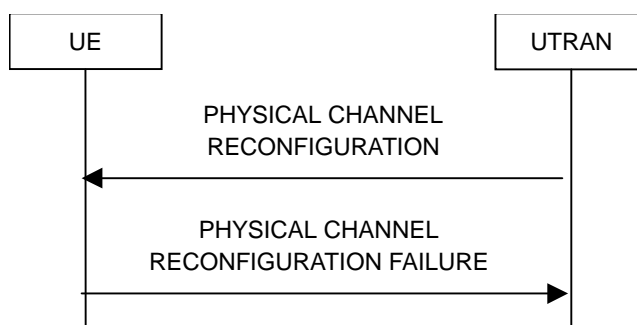 UE
UTRAN
PHYSICAL CHANNEL
RECONFIGURATION
PHYSICAL CHANNEL
RECONFIGURATION FAILURE